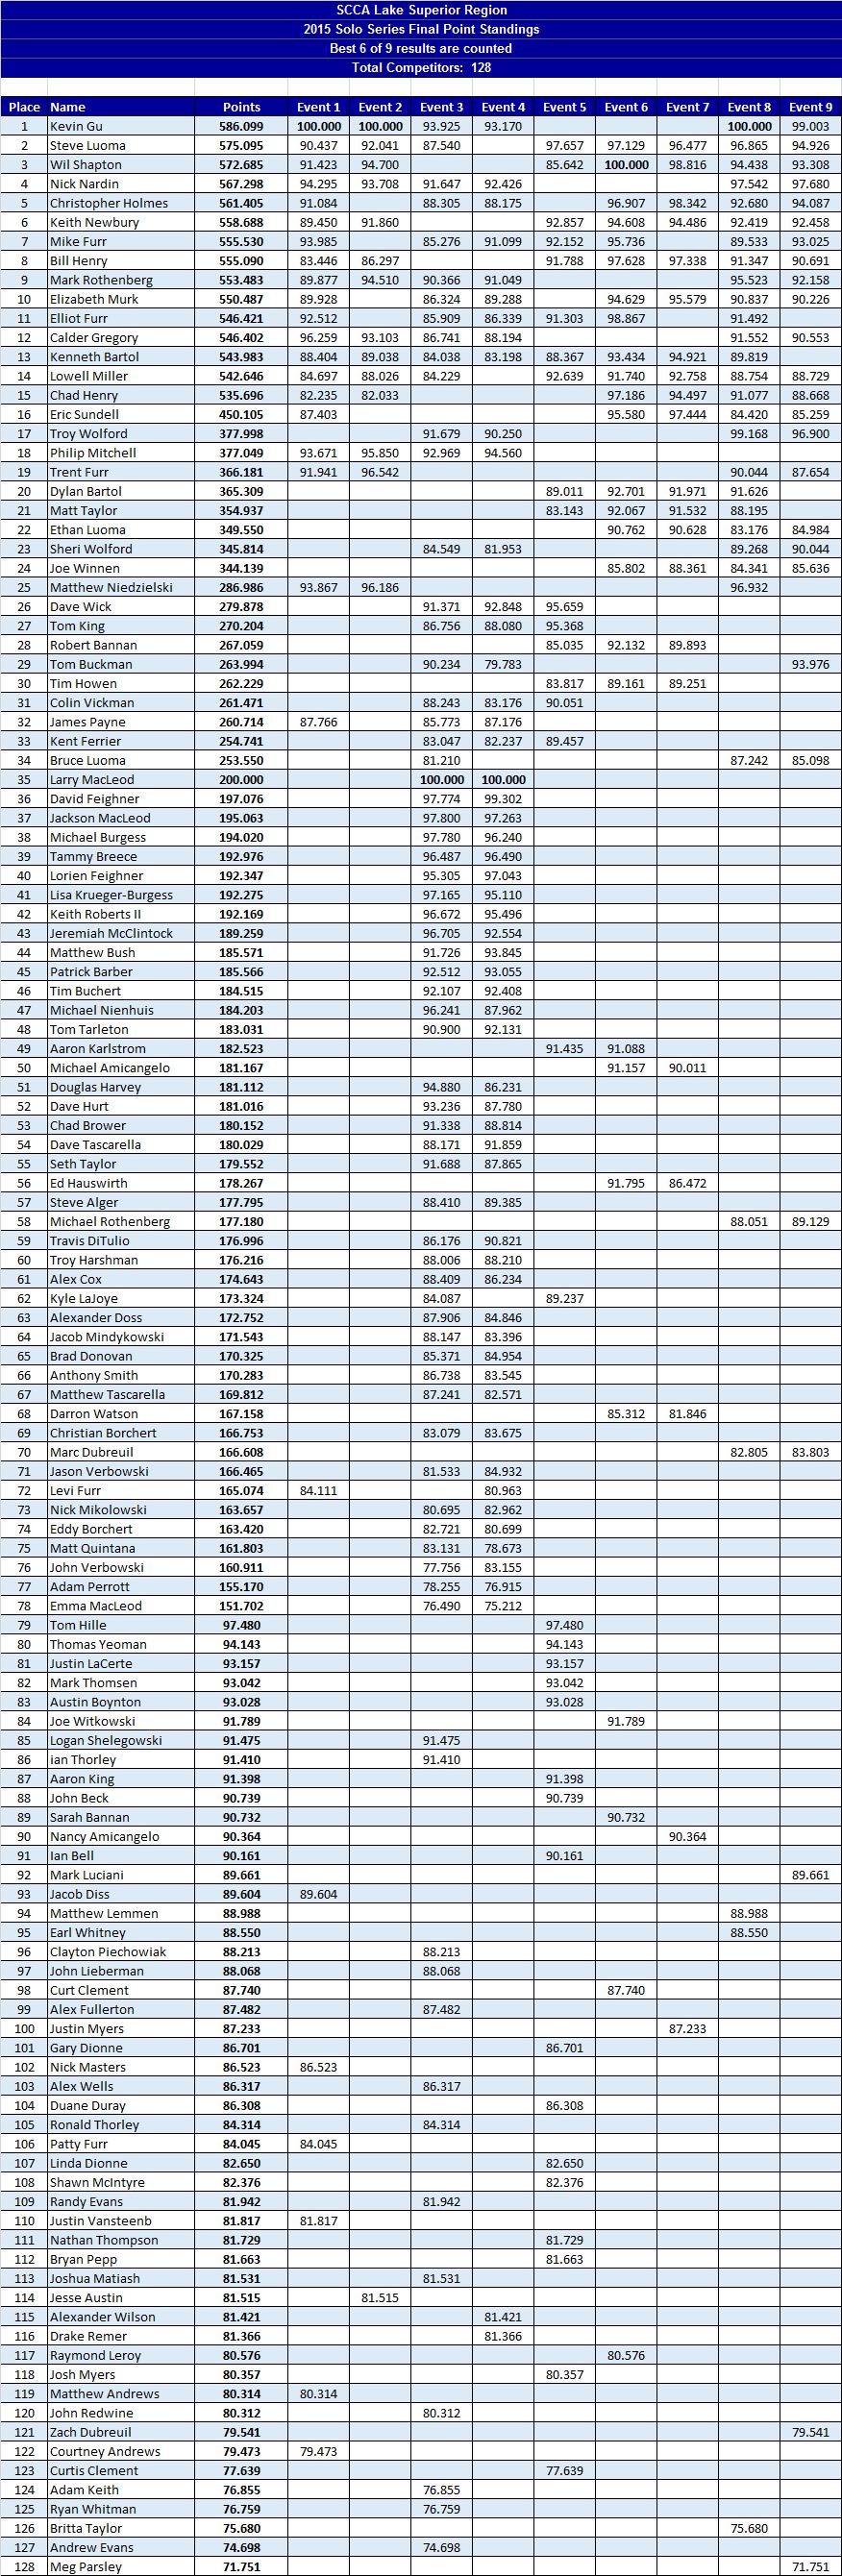 SCCA Lake Superior Region
2015 Solo Series Final Point Standings
Best 6 of 9 results are counted
Total Competitors: 128
Place Name Points Event 1 Event 2 Event 3 Event 4 Event 5 Event 6 Event 7 Event 8 Event 9
1 Kevin Gu 586.099 100.000 100.000 93.925 93.170 100.000 99.003
2 Steve Luoma 575.095 90.437 92.041 87.540 97.657 97.129 96.477 96.865 94.926
3 Wil Shapton 572.685 91.423 94.700 85.642 100.000 98.816 94.438 93.308
4 Nick Nardin 567.298 94.295 93.708 91.647 92.426 97.542 97.680
5 Christopher Holmes 561.405 91.084 88.305 88.175 96.907 98.342 92.680 94.087
6 Keith Newbury 558.688 89.450 91.860 92.857 94.608 94.486 92.419 92.458
7 Mike Furr 555.530 93.985 85.276 91.099 92.152 95.736 89.533 93.025
8 Bill Henry 555.090 83.446 86.297 91.788 97.628 97.338 91.347 90.691
9 Mark Rothenberg 553.483 89.877 94.510 90.366 91.049 95.523 92.158
10 Elizabeth Murk 550.487 89.928 86.324 89.288 94.629 95.579 90.837 90.226
11 Elliot Furr 546.421 92.512 85.909 86.339 91.303 98.867 91.492
12 Calder Gregory 546.402 96.259 93.103 86.741 88.194 91.552 90.553
13 Kenneth Bartol 543.983 88.404 89.038 84.038 83.198 88.367 93.434 94.921 89.819
14 Lowell Miller 542.646 84.697 88.026 84.229 92.639 91.740 92.758 88.754 88.729
15 Chad Henry 535.696 82.235 82.033 97.186 94.497 91.077 88.668
16 Eric Sundell 450.105 87.403 95.580 97.444 84.420 85.259
17 Troy Wolford 377.998 91.679 90.250 99.168 96.900
18 Philip Mitchell 377.049 93.671 95.850 92.969 94.560
19 Trent Furr 366.181 91.941 96.542 90.044 87.654
20 Dylan Bartol 365.309 89.011 92.701 91.971 91.626
21 Matt Taylor 354.937 83.143 92.067 91.532 88.195
22 Ethan Luoma 349.550 90.762 90.628 83.176 84.984
23 Sheri Wolford 345.814 84.549 81.953 89.268 90.044
24 Joe Winnen 344.139 85.802 88.361 84.341 85.636
25 Matthew Niedzielski 286.986 93.867 96.186 96.932
26 Dave Wick 279.878 91.371 92.848 95.659
27 Tom King 270.204 86.756 88.080 95.368
28 Robert Bannan 267.059 85.035 92.132 89.893
29 Tom Buckman 263.994 90.234 79.783 93.976
30 Tim Howen 262.229 83.817 89.161 89.251
31 Colin Vickman 261.471 88.243 83.176 90.051
32 James Payne 260.714 87.766 85.773 87.176
33 Kent Ferrier 254.741 83.047 82.237 89.457
34 Bruce Luoma 253.550 81.210 87.242 85.098
35 Larry MacLeod 200.000 100.000 100.000
36 David Feighner 197.076 97.774 99.302
37 Jackson MacLeod 195.063 97.800 97.263
38 Michael Burgess 194.020 97.780 96.240
39 Tammy Breece 192.976 96.487 96.490
40 Lorien Feighner 192.347 95.305 97.043
41 Lisa Krueger-Burgess 192.275 97.165 95.110
42 Keith Roberts II 192.169 96.672 95.496
43 Jeremiah McClintock 189.259 96.705 92.554
44 Matthew Bush 185.571 91.726 93.845
45 Patrick Barber 185.566 92.512 93.055
46 Tim Buchert 184.515 92.107 92.408
47 Michael Nienhuis 184.203 96.241 87.962
48 Tom Tarleton 183.031 90.900 92.131
49 Aaron Karlstrom 182.523 91.435 91.088
50 Michael Amicangelo 181.167 91.157 90.011
51 Douglas Harvey 181.112 94.880 86.231
52 Dave Hurt 181.016 93.236 87.780
53 Chad Brower 180.152 91.338 88.814
54 Dave Tascarella 180.029 88.171 91.859
55 Seth Taylor 179.552 91.688 87.865
56 Ed Hauswirth 178.267 91.795 86.472
57 Steve Alger 177.795 88.410 89.385
58 Michael Rothenberg 177.180 88.051 89.129
59 Travis DiTulio 176.996 86.176 90.821
60 Troy Harshman 176.216 88.006 88.210
61 Alex Cox 174.643 88.409 86.234
62 Kyle LaJoye 173.324 84.087 89.237
63 Alexander Doss 172.752 87.906 84.846
64 Jacob Mindykowski 171.543 88.147 83.396
65 Brad Donovan 170.325 85.371 84.954
66 Anthony Smith 170.283 86.738 83.545
67 Matthew Tascarella 169.812 87.241 82.571
68 Darron Watson 167.158 85.312 81.846
69 Christian Borchert 166.753 83.079 83.675
70 Marc Dubreuil 166.608 82.805 83.803
71 Jason Verbowski 166.465 81.533 84.932
72 Levi Furr 165.074 84.111 80.963
73 Nick Mikolowski 163.657 80.695 82.962
74 Eddy Borchert 163.420 82.721 80.699
75 Matt Quintana 161.803 83.131 78.673
76 John Verbowski 160.911 77.756 83.155
77 Adam Perrott 155.170 78.255 76.915
78 Emma MacLeod 151.702 76.490 75.212
79 Tom Hille 97.480 97.480
80 Thomas Yeoman 94.143 94.143
81 Justin LaCerte 93.157 93.157
82 Mark Thomsen 93.042 93.042
83 Austin Boynton 93.028 93.028
84 Joe Witkowski 91.789 91.789
85 Logan Shelegowski 91.475 91.475
86 ian Thorley 91.410 91.410
87 Aaron King 91.398 91.398
88 John Beck 90.739 90.739
89 Sarah Bannan 90.732 90.732
90 Nancy Amicangelo 90.364 90.364
91 Ian Bell 90.161 90.161
92 Mark Luciani 89.661 89.661
93 Jacob Diss 89.604 89.604
94 Matthew Lemmen 88.988 88.988
95 Earl Whitney 88.550 88.550
96 Clayton Piechowiak 88.213 88.213
97 John Lieberman 88.068 88.068
98 Curt Clement 87.740 87.740
99 Alex Fullerton 87.482 87.482
100 Justin Myers 87.233 87.233
101 Gary Dionne 86.701 86.701
102 Nick Masters 86.523 86.523
103 Alex Wells 86.317 86.317
104 Duane Duray 86.308 86.308
105 Ronald Thorley 84.314 84.314
106 Patty Furr 84.045 84.045
107 Linda Dionne 82.650 82.650
108 Shawn McIntyre 82.376 82.376
109 Randy Evans 81.942 81.942
110 Justin Vansteenb 81.817 81.817
111 Nathan Thompson 81.729 81.729
112 Bryan Pepp 81.663 81.663
113 Joshua Matiash 81.531 81.531
114 Jesse Austin 81.515 81.515
115 Alexander Wilson 81.421 81.421
116 Drake Remer 81.366 81.366
117 Raymond Leroy 80.576 80.576
118 Josh Myers 80.357 80.357
119 Matthew Andrews 80.314 80.314
120 John Redwine 80.312 80.312
121 Zach Dubreuil 79.541 79.541
122 Courtney Andrews 79.473 79.473
123 Curtis Clement 77.639 77.639
124 Adam Keith 76.855 76.855
125 Ryan Whitman 76.759 76.759
126 Britta Taylor 75.680 75.680
127 Andrew Evans 74.698 74.698
128 Meg Parsley 71.751 71.751